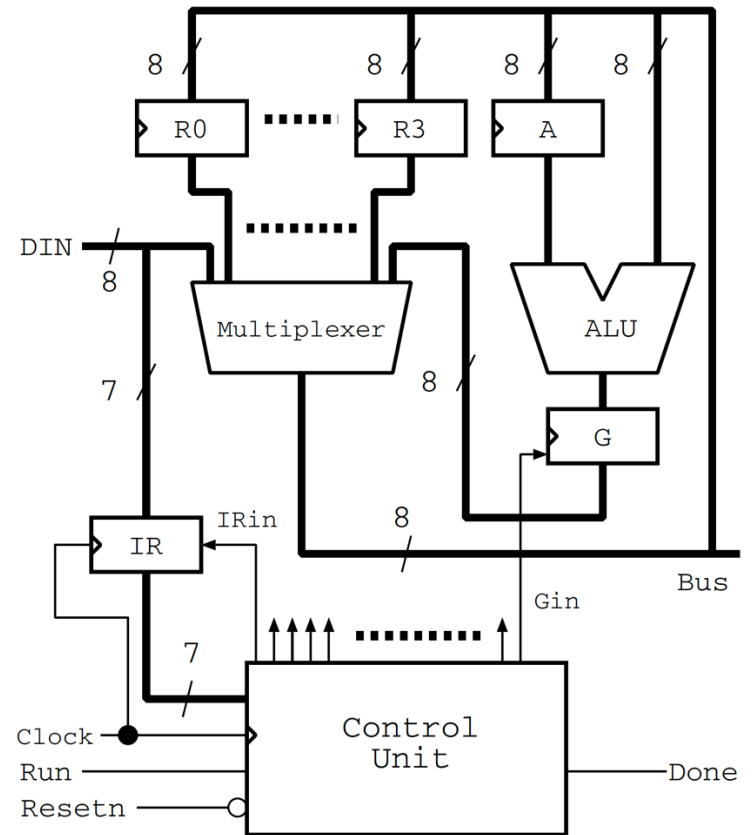 8
8
8
8
R0
R3
A
DIN
8
Multiplexer
ALU
7
8
G
IRin
8
IR
Bus
Gin
7
Clock
Control
Unit
Run
Done
Resetn